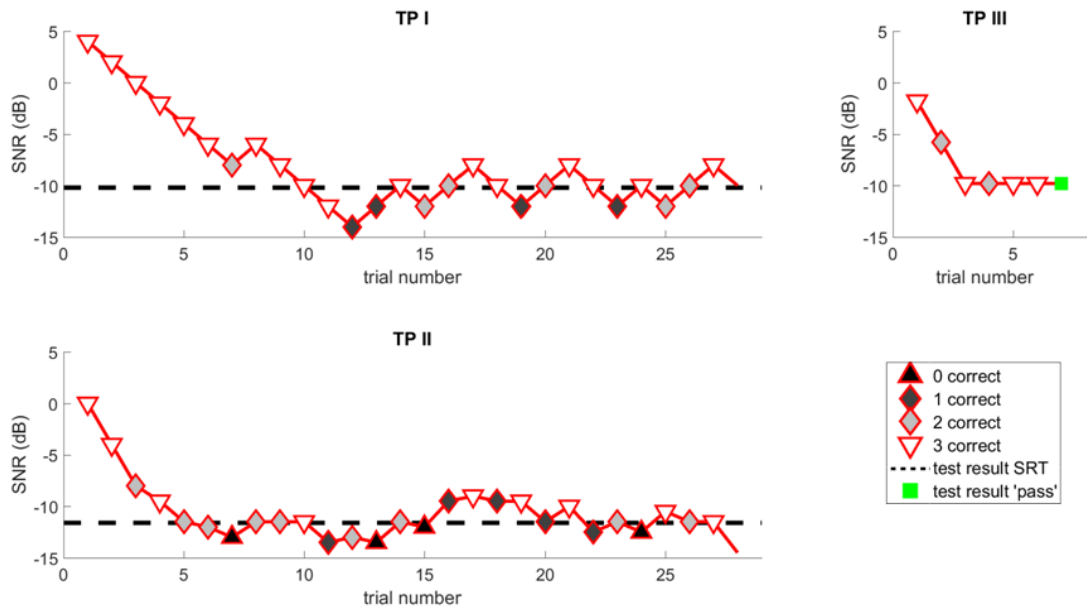 TP I
5
0
-5
-10
-15
SNR (dB)
0 5 10 15 20 25
trial number
TP III
5
0
-5
-10
-15
SNR (dB)
0 5
trial number
TP II
5
0
-5
-10
-15
SNR (dB)
0 5 10 15 20 25
trial number
0 correct
1 correct
2 correct
3 correct
test result SRT
test result 'pass'